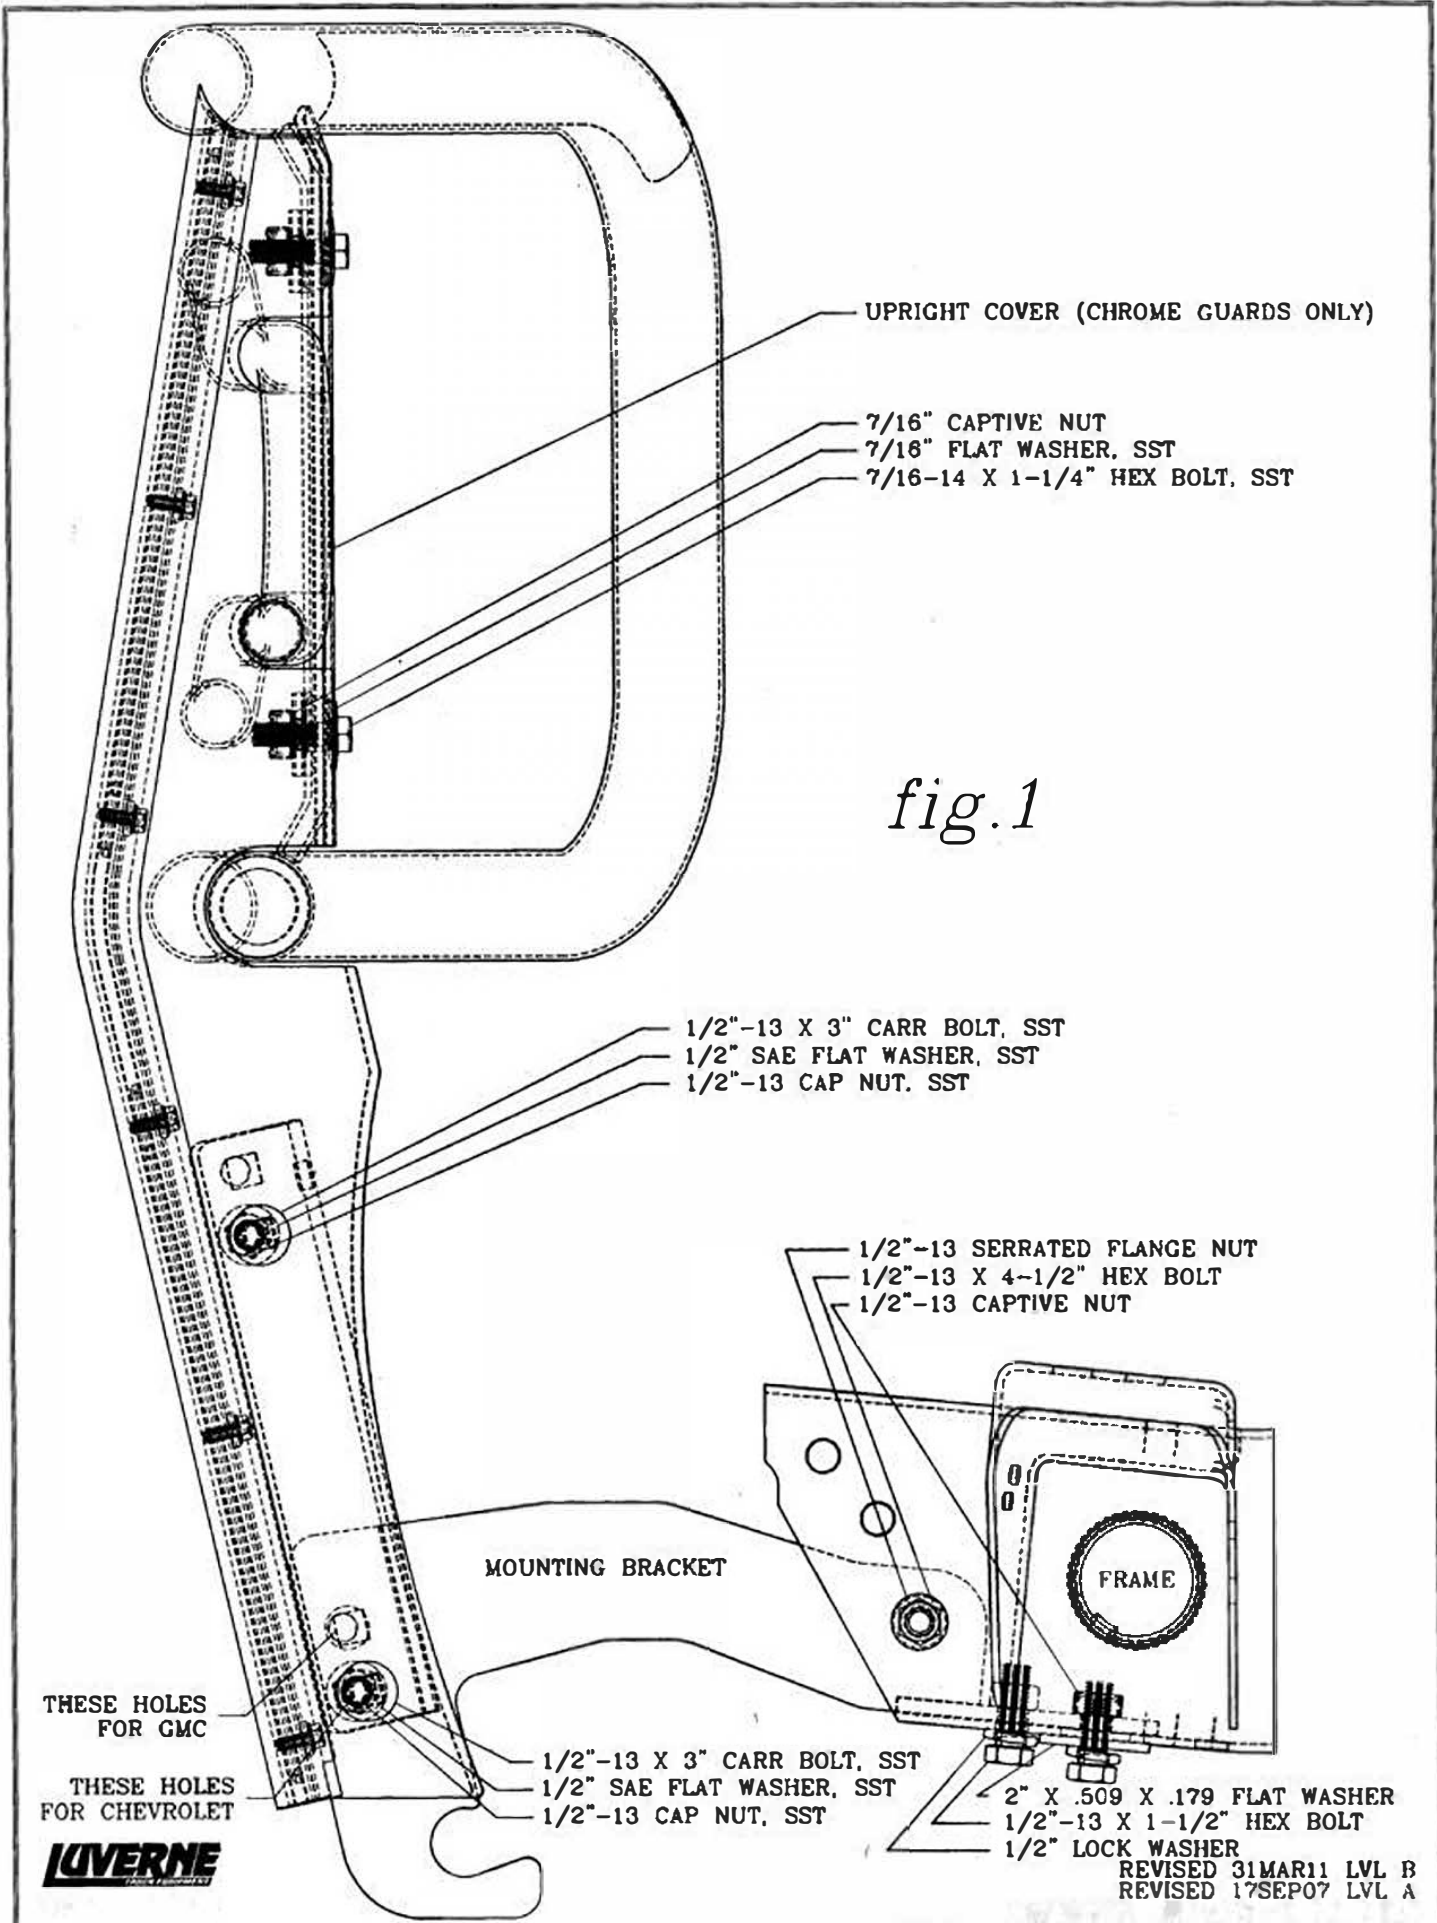 UPRIGHT COVER (CHROME GUARDS ONLY)
7/16" CAPTIVE NUT
7/16" FLAT WASHER, SST
7/16-14 X 1-1/4" HEX BOLT, SST
fig.1
1/2"-13 X 3" CARR BOLT, SST
1/2" SAE FLAT WASHER, SST
1/2"-13 CAP NUT, SST
1/2"-13 SERRATED FLANGE NUT
1/2"-13 X 4-1/2" HEX BOLT
1/2"-13 CAPTIVE NUT
MOUNTING BRACKET
FRAME
THESE HOLES
FOR GMC
THESE HOLES
FOR CHEVROLET
1/2"-13 X 3" CARR BOLT, SST
1/2" SAE FLAT WASHER, SST
1/2"-13 CAP NUT, SST
2" X .509 X .179 FLAT WASHER
1/2"-13 X 1-1/2" HEX BOLT
1/2" LOCK WASHER
REVISED 31MAR11 LVL B
REVISED 17SEP07 LVL A
LUVERNE
TRUCK EQUIPMENT